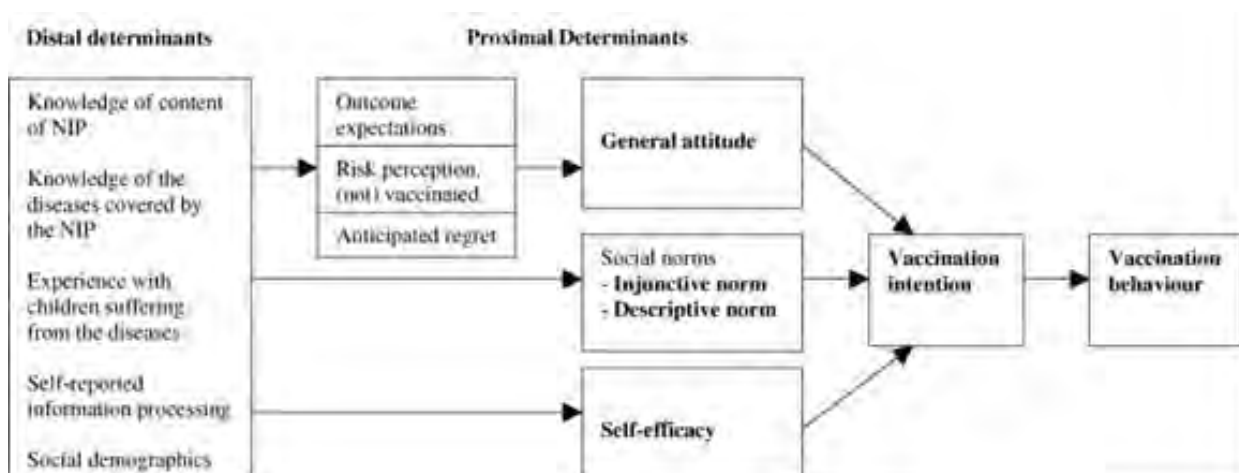 Distal determinants
Proximal Determinants
Knowledge of content
of NIP
Knowledge of the
diseases covered by
the NIP
Experience with
children suffering
from the diseases
Self-reported
information processing
Social demographics
Outcome
expectations
Risk perception,
(not) vaccinated
Anticipated regret
General attitude
Social norms
- Injunctive norm
- Descriptive norm
Self-efficacy
Vaccination
intention
Vaccination
behaviour